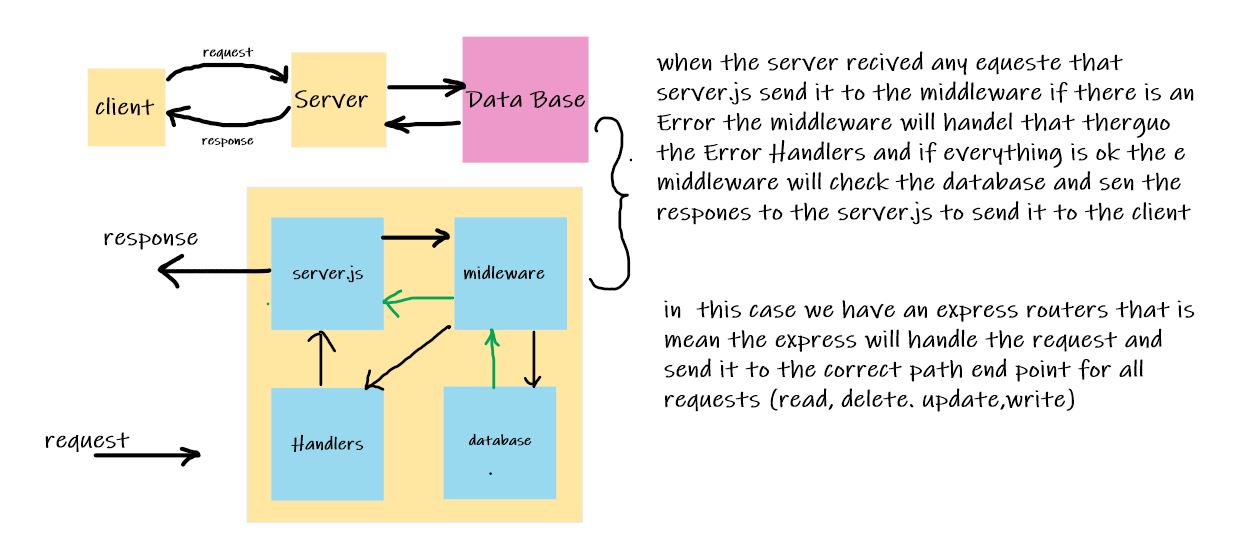 request
client
Server
Data Base
response
when the server recived any equeste that
server.js send it to the middleware if there is an
Error the middleware will handel that therguo
the Error Handlers and if everything is ok the e
middleware will check the database and sen the
respones to the server.js to send it to the client
response
server.js
midleware
in this case we have an express routers that is
mean the express will handle the request and
send it to the correct path end point for all
requests (read, delete. update,write)
request
Handlers
database